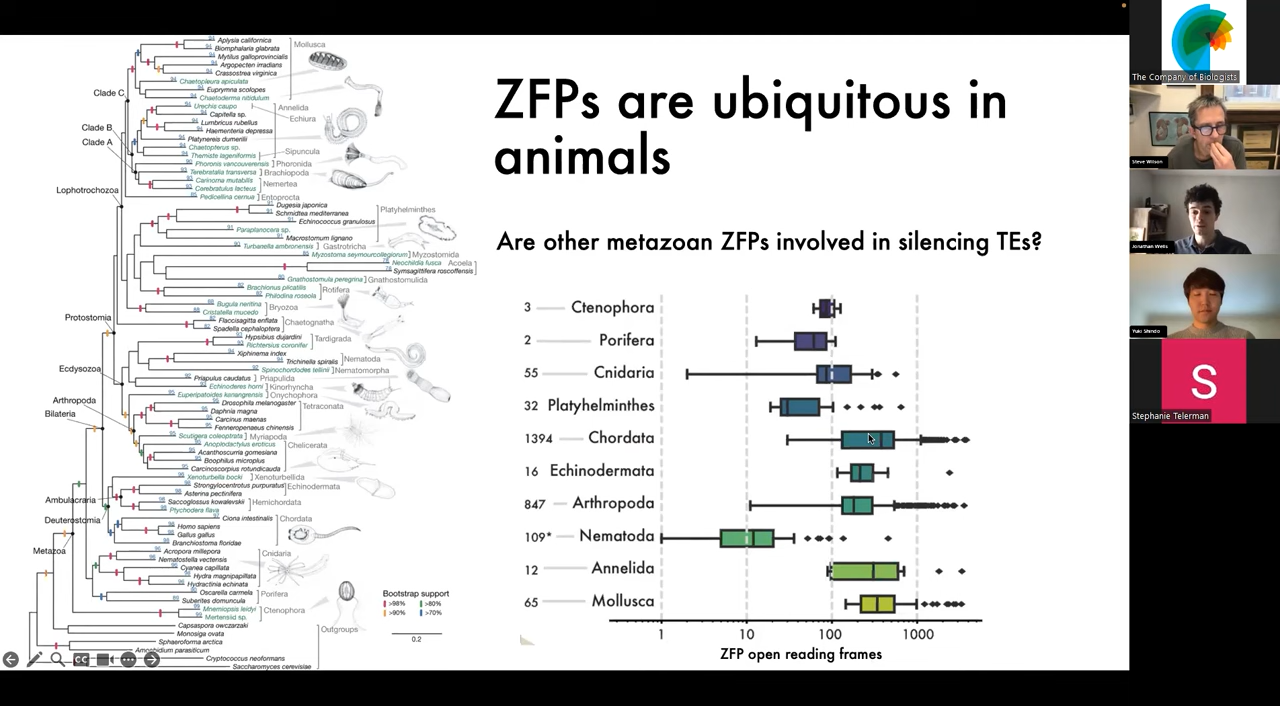 ZFPs are ubiquitous in
animals
Are other metazoan ZFPs involved in silencing TEs?
3 Ctenophora
2 Porifera
55 Cnidaria
32 Platyhelminthes
1394 Chordata
16 Echinodermata
847 Arthropoda
109* Nematoda
12 Annelida
65 Mollusca
1 10 100 1000
ZFP open reading frames
Aplysia californica
Biomphalaria glabrata
Mollusca
Mytilus galloprovincialis
Argopecten irradians
Crassostrea virginica
Chaetopleura apiculata
Euprymna scolopes
Clade C
Chaetoderma nitidulum
Urechis caupo
Annelida
Capitella sp.
Echiura
Lumbricus rubellus
Clade B
Haementeria depressa
Clade A
Platynereis dumerilii
Chaetopterus sp.
Themiste lageniformis
Sipuncula
Phoronis vancouverensis
Phoronida
Terebratalia transversa
Brachiopoda
Carinoma mutabilis
Nemertea
Cerebratulus lacteus
Lophotrochozoa
Pedicellina cernua
Entoprocta
Dugesia japonica
Platyhelminthes
Schmidtea mediterranea
Echinococcus granulosus
Paraplanocera sp.
Macrostomum lignano
Turbanella ambronensis
Gastrotricha
Myzostoma seymourcollegiorum
Myzostomida
Neochildia fusca
Acoela
Symsagittifera roscoffensis
Gnathostomula peregrina
Gnathostomulida
Brachionus plicatilis
Rotifera
Philodina roseola
Bugula neritina
Bryozoa
Cristatella mucedo
Protostomia
Flaccisagitta enflata
Chaetognatha
Spadella cephaloptera
Hypsibius dujardini
Tardigrada
Richtersius coronifer
Xiphinema index
Nematoda
Trichinella spiralis
Ecdysozoa
Spinochordodes tellinii
Nematomorpha
Priapulus caudatus
Priapulida
Echinoderes horni
Kinorhyncha
Euperipatoides kanangrensis
Onychophora
Arthropoda
Drosophila melanogaster
Tetraconata
Daphnia magna
Bilateria
Carcinus maenas
Fenneropenaeus chinensis
Scutigera coleoptrata
Myriapoda
Anoplodactylus eroticus
Chelicerata
Acanthoscurria gomesiana
Boophilus microplus
Carcinoscorpius rotundicauda
Xenoturbella bocki
Xenoturbellida
Strongylocentrotus purpuratus
Echinodermata
Asterina pectinifera
Ambulacraria
Saccoglossus kowalevskii
Hemichordata
Ptychodera flava
Deuterostomia
Ciona intestinalis
Chordata
Homo sapiens
Gallus gallus
Branchiostoma floridae
Metazoa
Acropora millepora
Cnidaria
Nematostella vectensis
Cyanea capillata
Hydra magnipapillata
Hydractinia echinata
Oscarella carmela
Porifera
Suberites domuncula
Mnemiopsis leidyi
Ctenophora
Mertensiid sp.
Capsaspora owczarzaki
Outgroups
Monosiga ovata
Sphaeroforma arctica
Amoebidium parasiticum
Cryptococcus neoformans
Saccharomyces cerevisiae
Bootstrap support
>98% >80%
>90% >70%
0.2
CC
The Company of Biologists
Steve Wilson
Jonathan Wells
Yuki Shindo
S
Stephanie Telerman